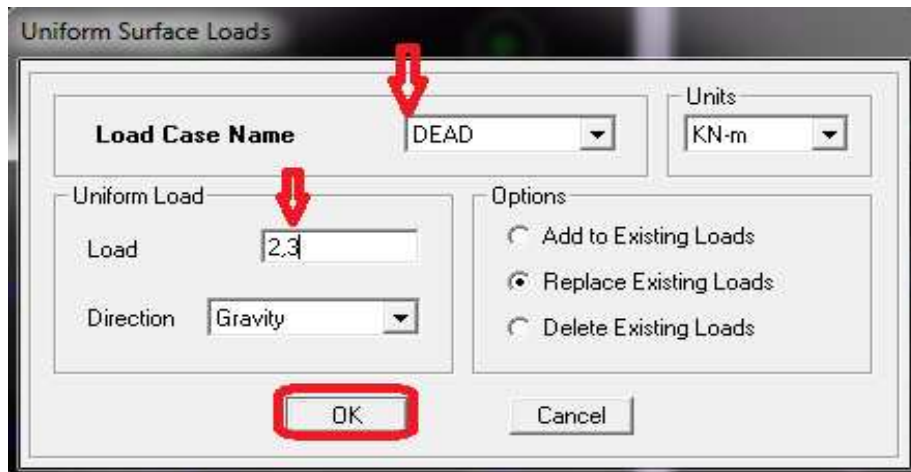 Uniform Surface Loads
Load Case Name
DEAD
Units
KN-m
Uniform Load
Load
2,3
Direction
Gravity
Options
Add to Existing Loads
Replace Existing Loads
Delete Existing Loads
OK
Cancel